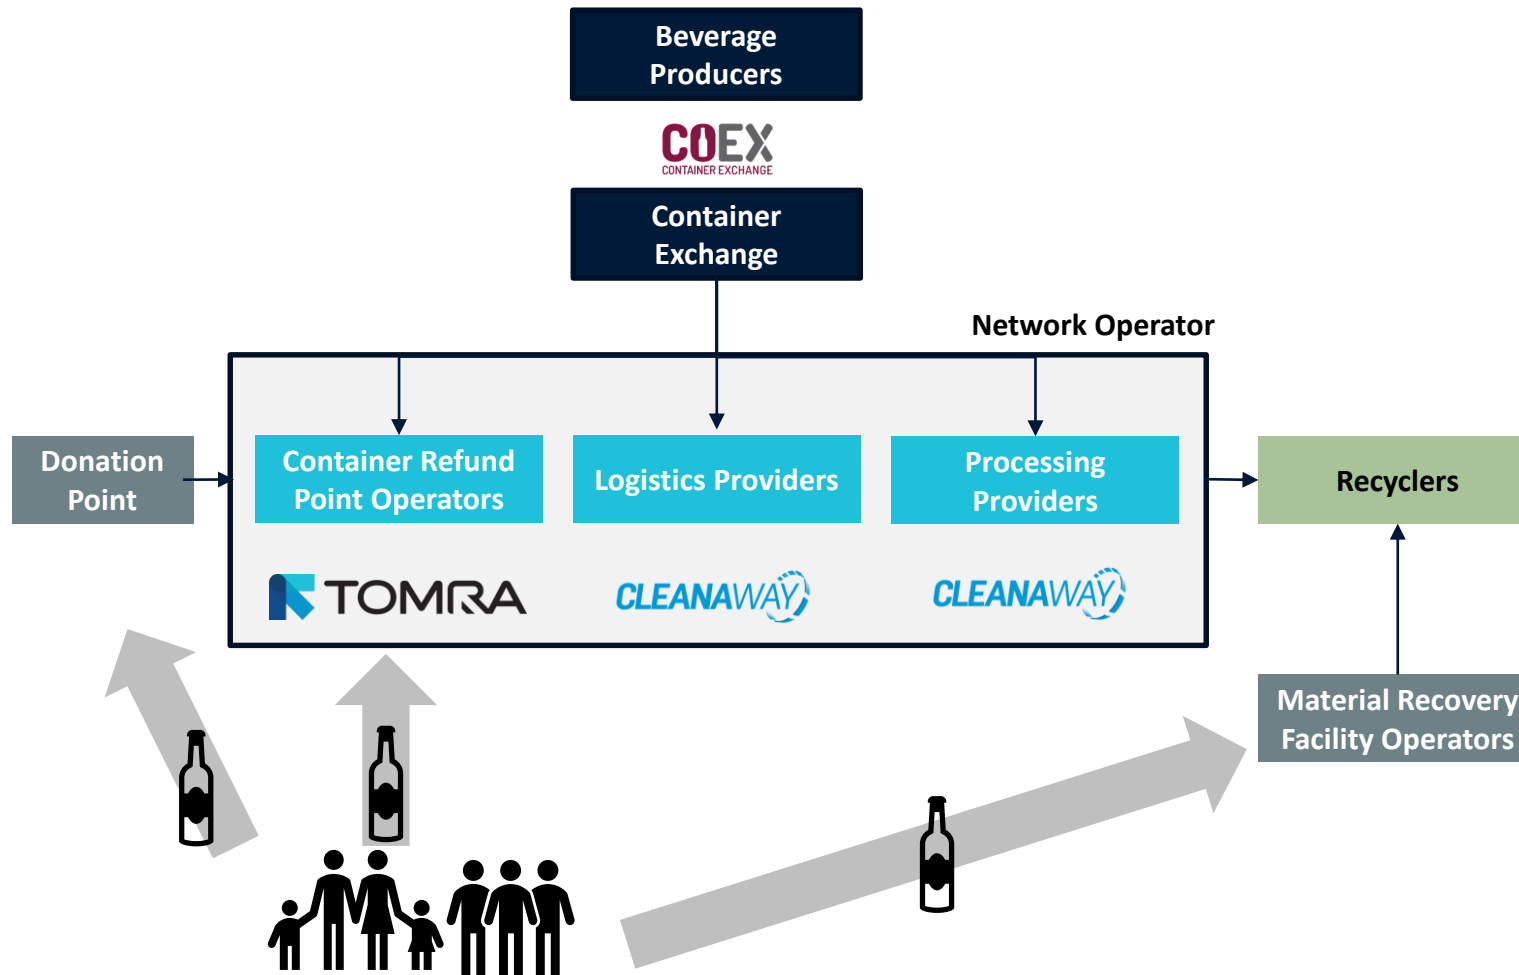 Beverage
Producers
COEX
CONTAINER EXCHANGE
Container
Exchange
Network Operator
Donation
Point
Container Refund
Point Operators
Logistics Providers
Processing
Providers
Recyclers
TOMRA
CLEANAWAY
CLEANAWAY
Material Recovery
Facility Operators